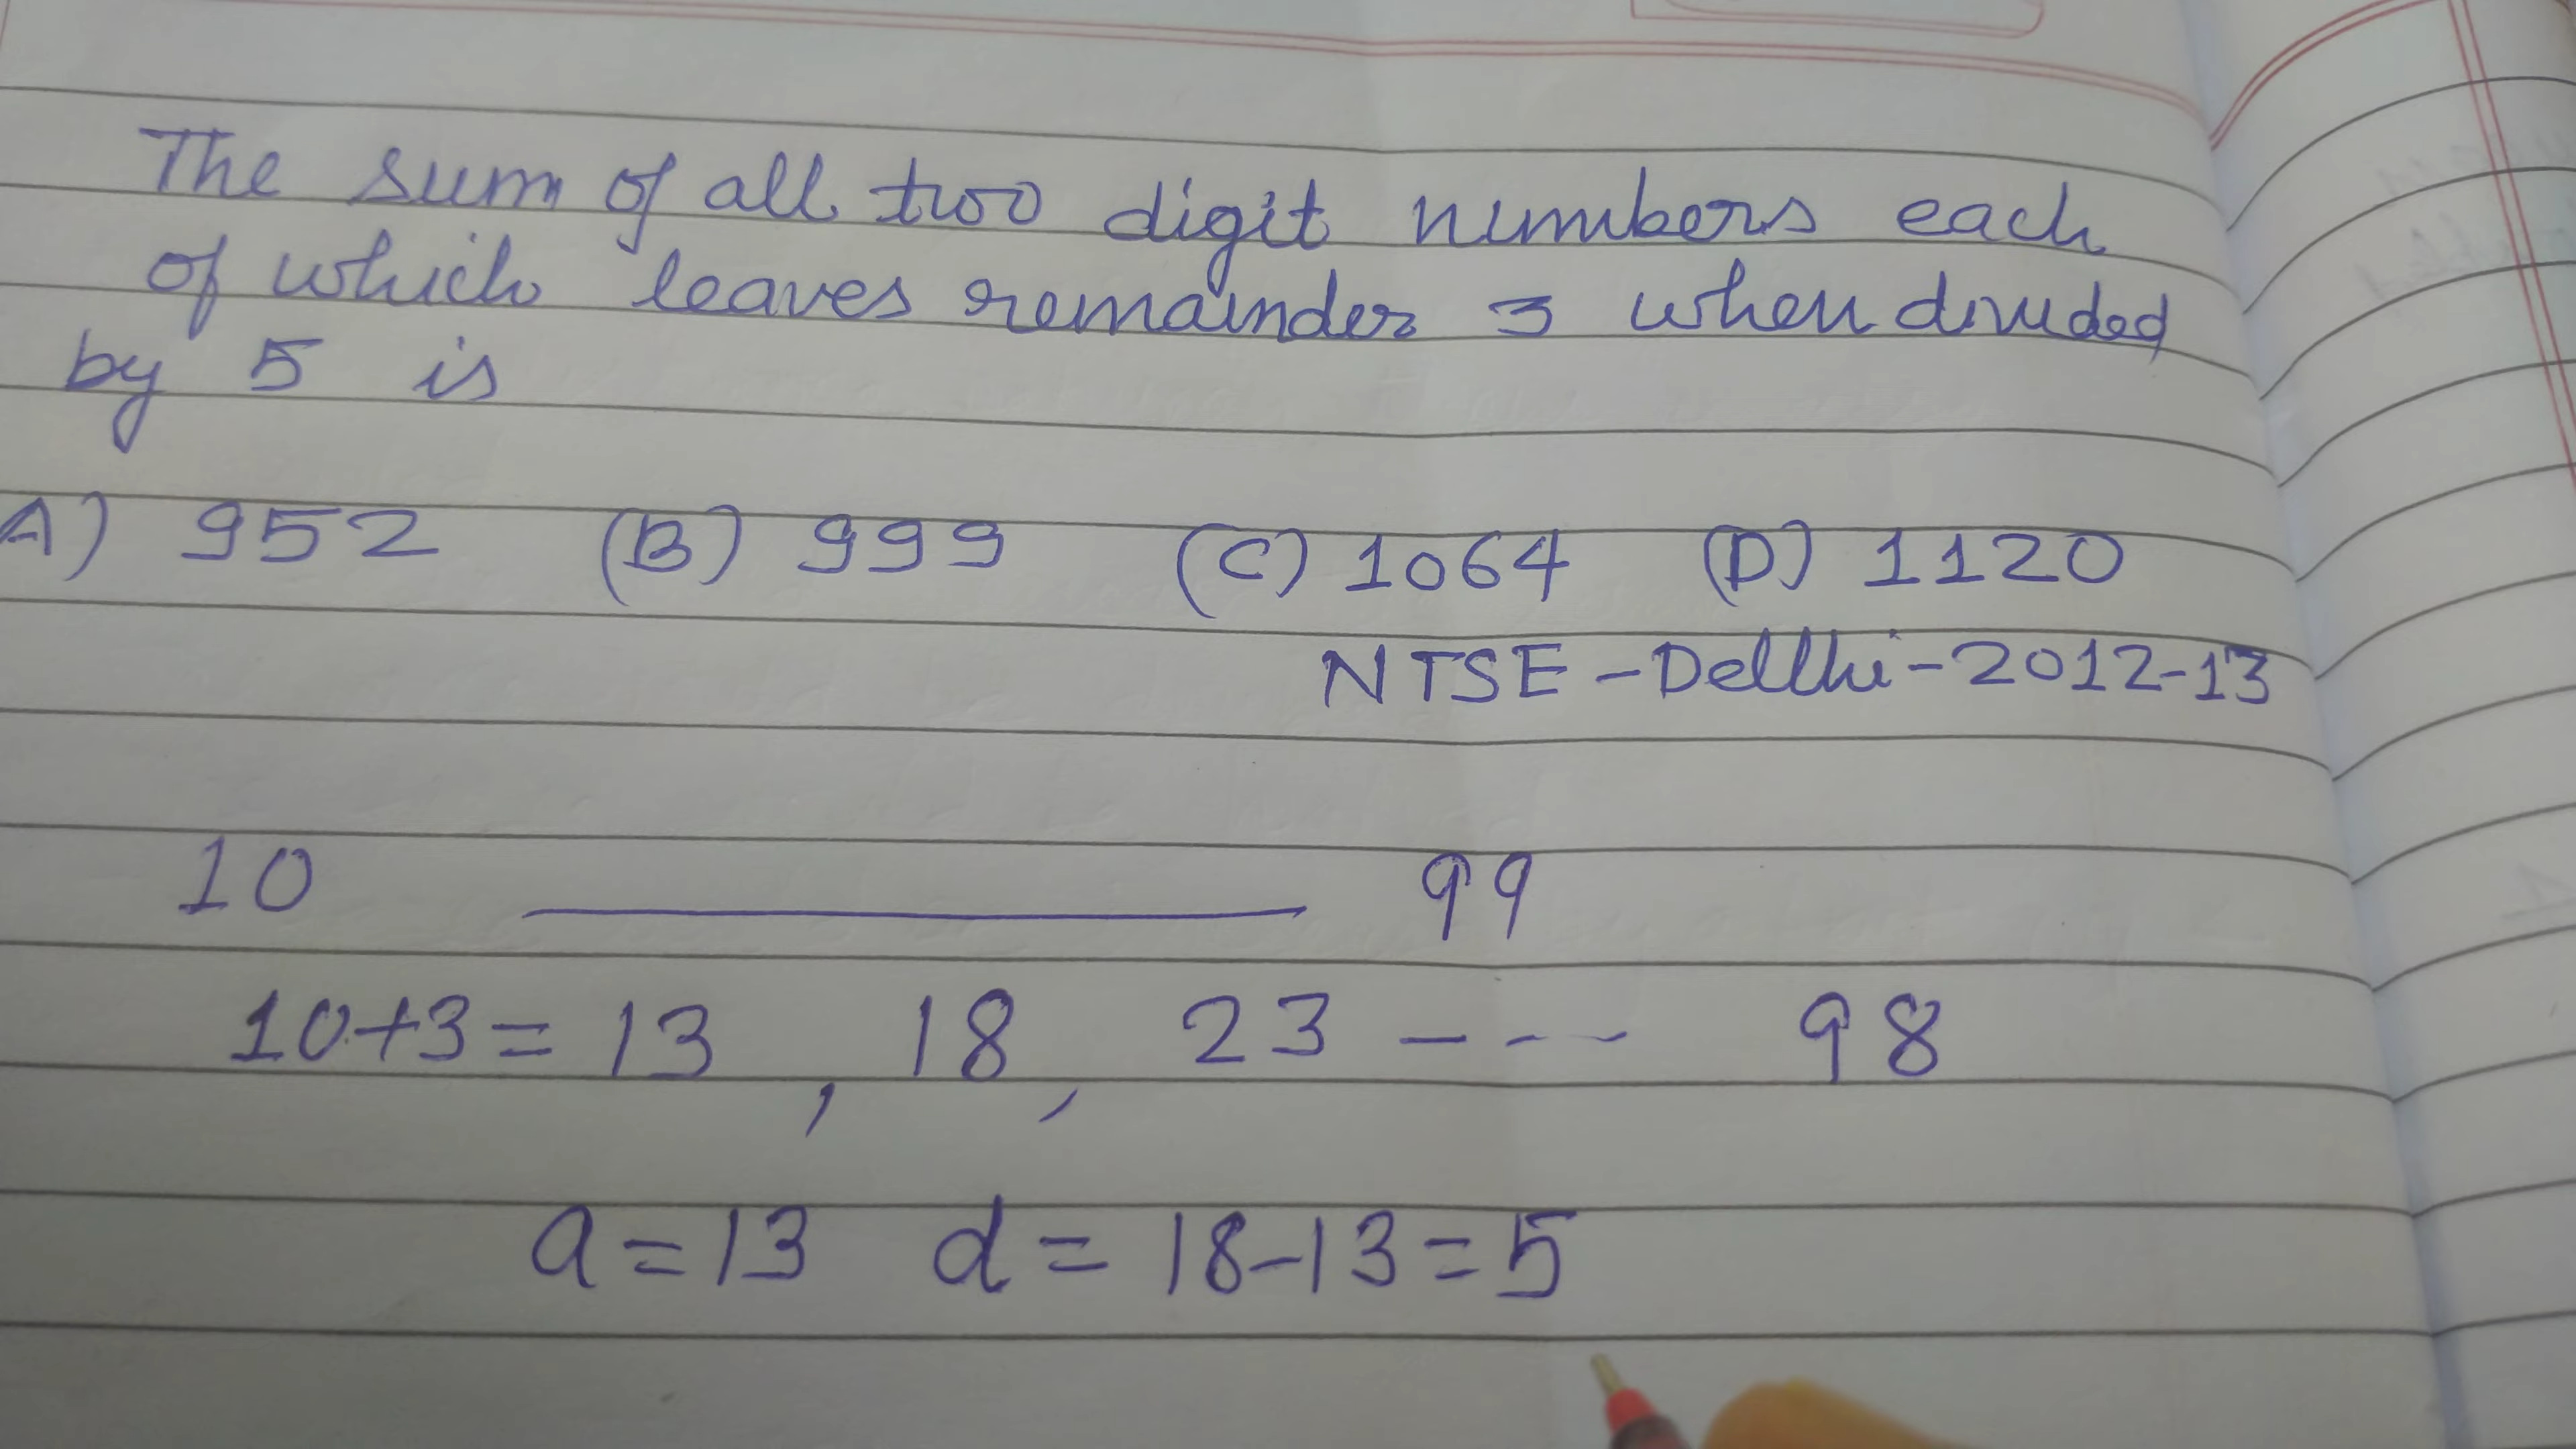 The sum of all two digit numbers each
of which leaves remainder 3 when divided
by 5 is
A) 952 (B) 999 (C) 1064 (D) 1120
NTSE-Dellhi-2012-13
10 ——— 99
10+3=13, 18, 23 ---- 98
a=13 d=18-13=5